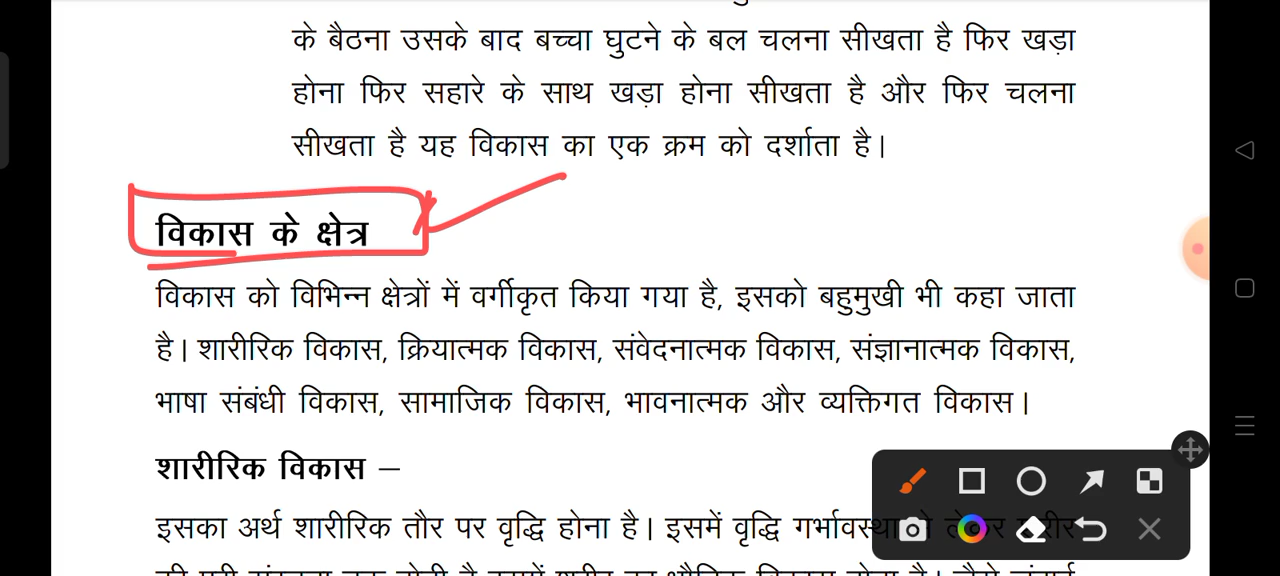 के बैठना उसके बाद बच्चा घुटने के बल चलना सीखता है फिर खड़ा
होना फिर सहारे के साथ खड़ा होना सीखता है और फिर चलना
सीखता है यह विकास का एक क्रम को दर्शाता है।
विकास के क्षेत्र
विकास को विभिन्न क्षेत्रों में वर्गीकृत किया गया है, इसको बहुमुखी भी कहा जाता
है। शारीरिक विकास, क्रियात्मक विकास, संवेदनात्मक विकास, संज्ञानात्मक विकास,
भाषा संबंधी विकास, सामाजिक विकास, भावनात्मक और व्यक्तिगत विकास।
शारीरिक विकास –
इसका अर्थ शारीरिक तौर पर वृद्धि होना है। इसमें वृद्धि गर्भावस्था से लेकर शरीर